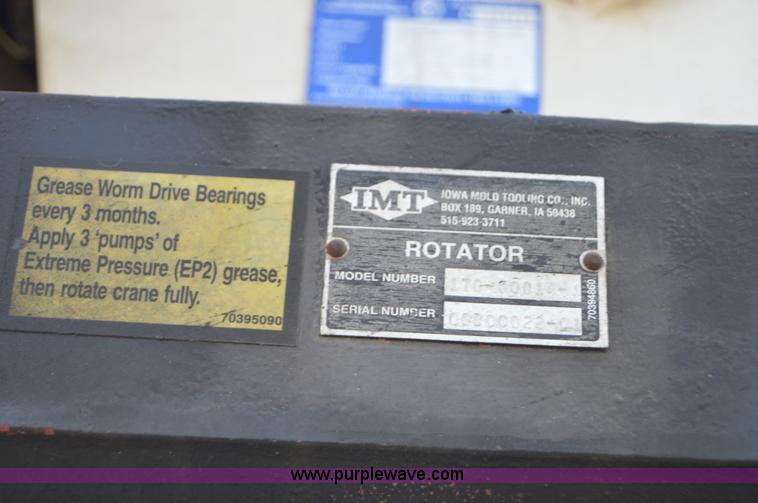 Grease Worm Drive Bearings
every 3 months.
Apply 3 'pumps' of
Extreme Pressure (EP2) grease,
then rotate crane fully.
70395090
IMT
IOWA MOLD TOOLING CO., INC.
BOX 189, GARNER, IA 50438
515-923-3711
ROTATOR
MODEL NUMBER
SERIAL NUMBER
70394860
www.purplewave.com